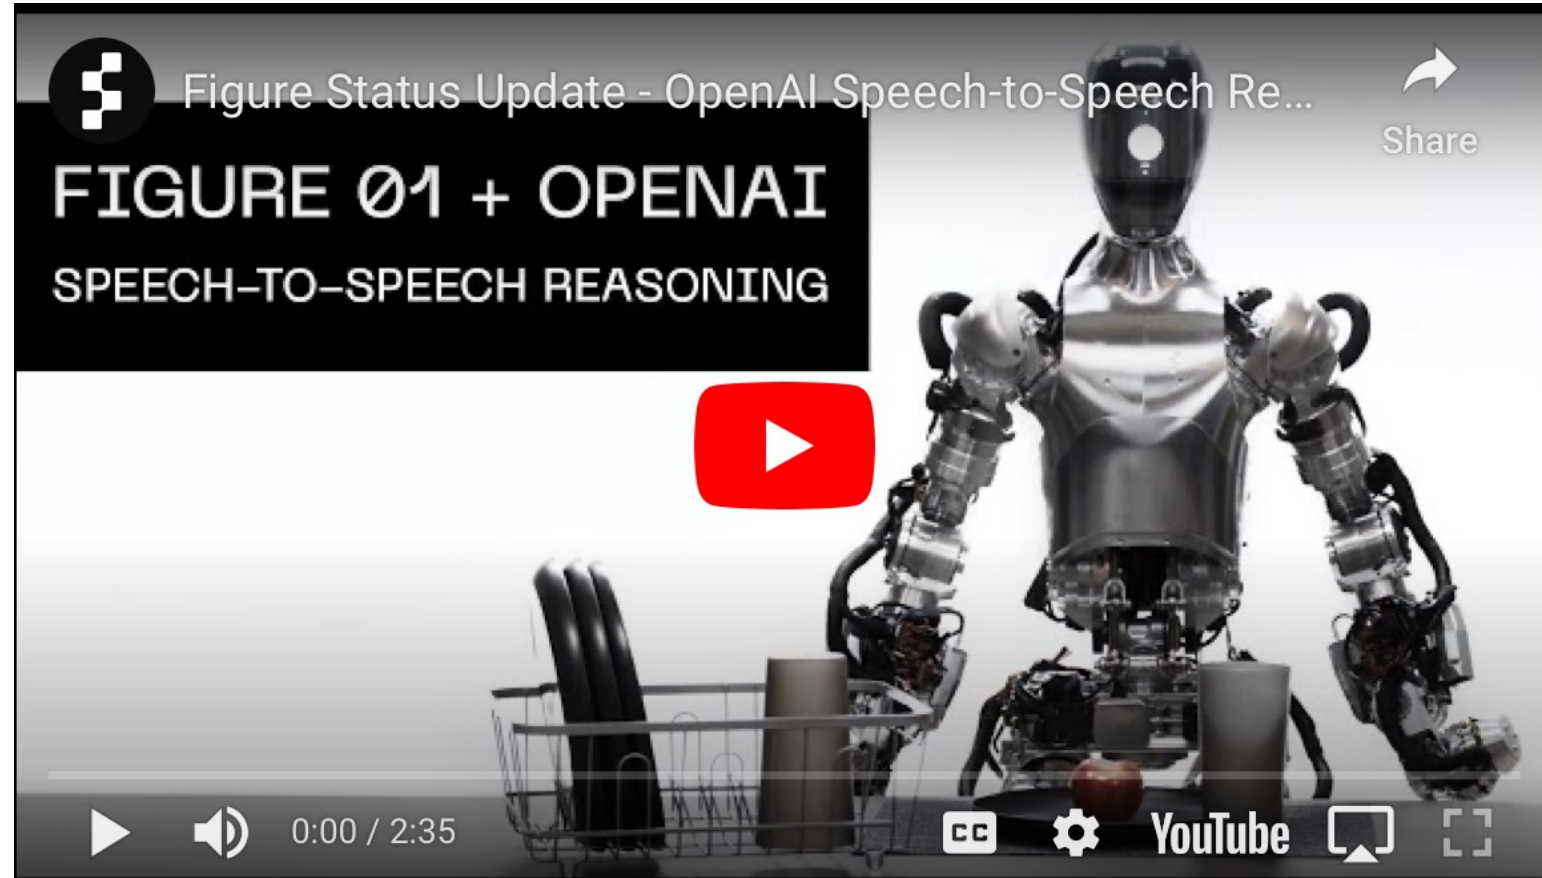 Figure Status Update - OpenAI Speech-to-Speech Re...
Share
FIGURE 01 + OPENAI
SPEECH-TO-SPEECH REASONING
0:00 / 2:35
CC
YouTube